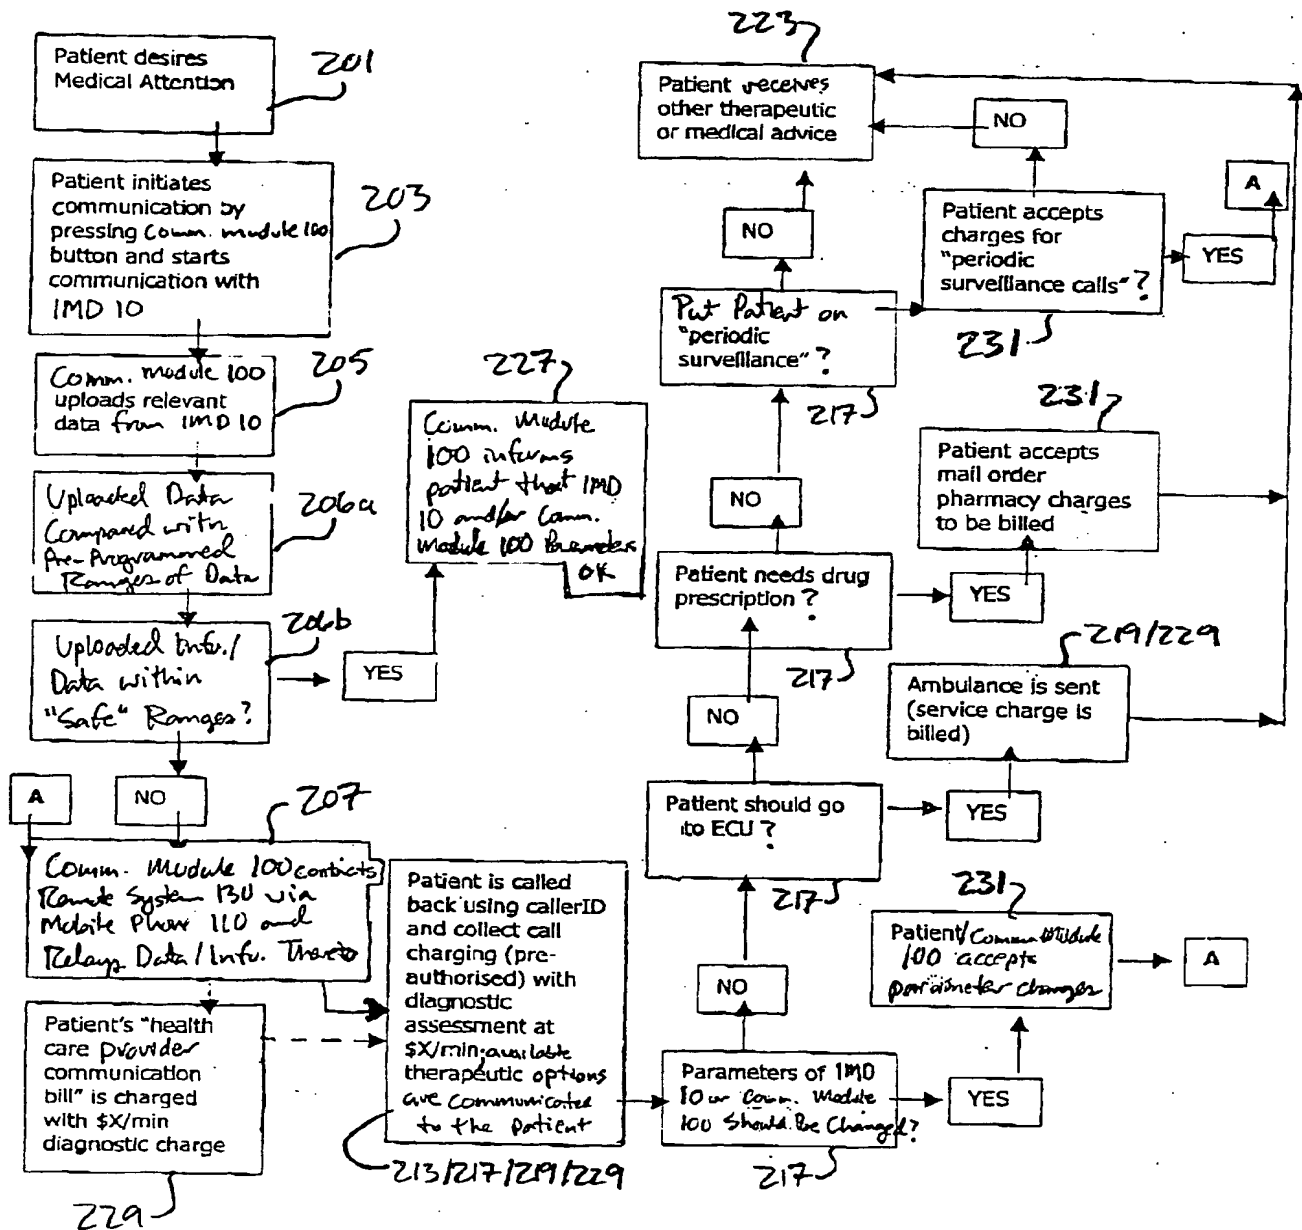 Patient desires
Medical Attention
201
Patient initiates
communication by
pressing Comm. module 100
button and starts
communication with
IMD 10
203
Comm. Module 100
uploads relevant
data from IMD 10
205
Uploaded Data
Compared with
Pre-Programmed
Ranges of Data
206a
Uploaded Info./
Data within
"Safe" Ranges?
206b
YES
227
Comm. Module
100 informs
patient that IMD
10 and/or Comm.
Module 100 Parameters
OK
A
NO
207
Comm. Module 100 contacts
Remote System 130 via
Mobile Phone 110 and
Relays Data/Info. Thereto
Patient's "health
care provider
communication
bill" is charged
with $X/min
diagnostic charge
229
Patient is called
back using callerID
and collect call
charging (pre-
authorised) with
diagnostic
assessment at
$X/min; available
therapeutic options
are communicated
to the patient
213/217/219/229
Parameters of IMD
10 or Comm. Module
100 Should Be Changed?
217
YES
231
Patient/Comm. Module
100 accepts
parameter changes
A
NO
Patient should go
to ECU?
217
YES
219/229
Ambulance is sent
(service charge is
billed)
NO
Patient needs drug
prescription?
217
YES
231
Patient accepts
mail order
pharmacy charges
to be billed
NO
Put Patient on
"periodic
surveillance"?
217
Patient accepts
charges for
"periodic
surveillance calls"?
231
YES
A
NO
NO
223
Patient receives
other therapeutic
or medical advice